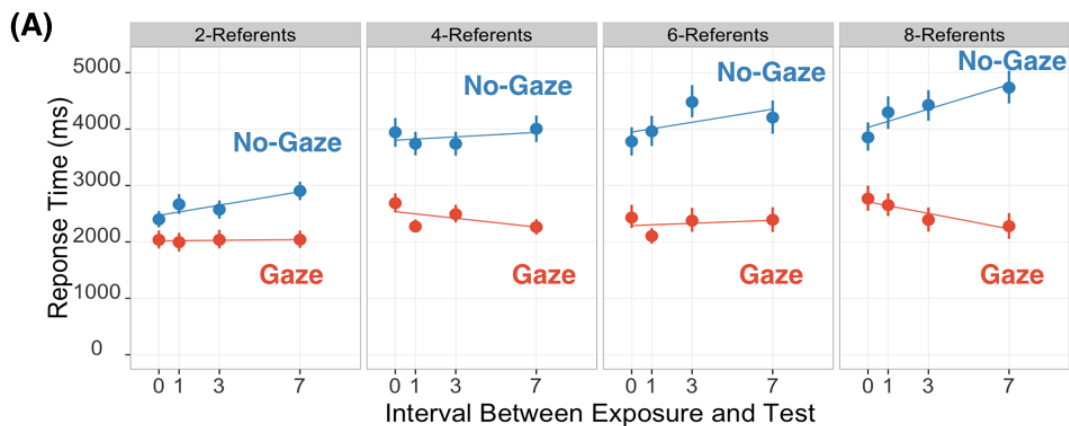 (A)
2-Referents 4-Referents 6-Referents 8-Referents
Reponse Time (ms)
5000
4000
3000
2000
1000
0
No-Gaze
Gaze
No-Gaze
Gaze
No-Gaze
Gaze
No-Gaze
Gaze
0 1 3 7 0 1 3 7 0 1 3 7 0 1 3 7
Interval Between Exposure and Test